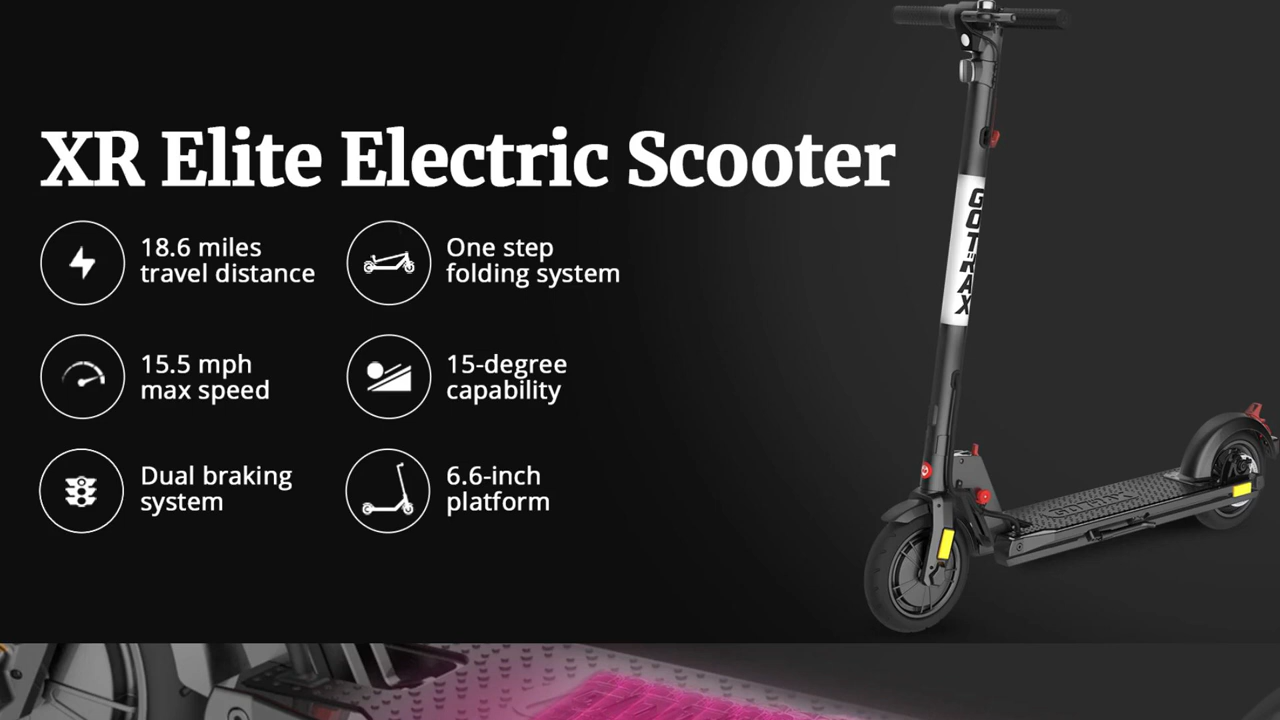 XR Elite Electric Scooter
18.6 miles
travel distance
One step
folding system
15.5 mph
max speed
15-degree
capability
Dual braking
system
6.6-inch
platform
GOTRAX